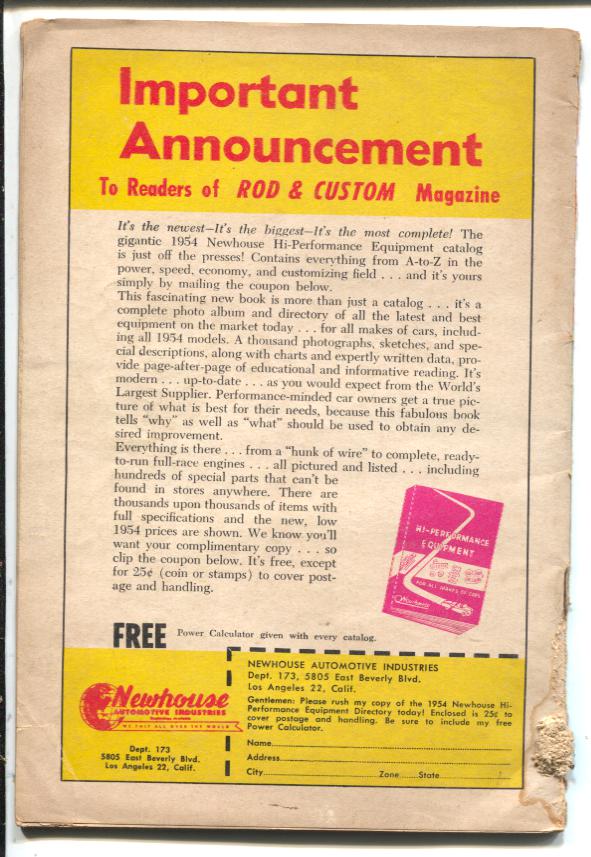 Important
Announcement
To Readers of ROD & CUSTOM Magazine
It's the newest—It's the biggest—It's the most complete! The
gigantic 1954 Newhouse Hi-Performance Equipment catalog
is just off the presses! Contains everything from A-to-Z in the
power, speed, economy, and customizing field . . . and it's yours
simply by mailing the coupon below.
This fascinating new book is more than just a catalog . . . it's a
complete photo album and directory of all the latest and best
equipment on the market today . . . for all makes of cars, includ-
ing all 1954 models. A thousand photographs, sketches, and spe-
cial descriptions, along with charts and expertly written data, pro-
vide page-after-page of educational and informative reading. It's
modern . . . up-to-date . . . as you would expect from the World's
Largest Supplier. Performance-minded car owners get a true pic-
ture of what is best for their needs, because this fabulous book
tells "why" as well as "what" should be used to obtain any de-
sired improvement.
Everything is there . . . from a "hunk of wire" to complete, ready-
to-run full-race engines . . . all pictured and listed . . . including
hundreds of special parts that can't be
found in stores anywhere. There are
thousands upon thousands of items with
full specifications and the new, low
1954 prices are shown. We know you'll
want your complimentary copy . . . so
clip the coupon below. It's free, except
for 25¢ (coin or stamps) to cover post-
age and handling.
HI-PERFORMANCE
EQUIPMENT
FOR ALL MAKES OF CARS
Newhouse
FREE Power Calculator given with every catalog.
Newhouse
AUTOMOTIVE INDUSTRIES
WE SHIP ALL OVER THE WORLD
Dept. 173
5805 East Beverly Blvd.
Los Angeles 22, Calif.
NEWHOUSE AUTOMOTIVE INDUSTRIES
Dept. 173, 5805 East Beverly Blvd.
Los Angeles 22, Calif.
Gentlemen: Please rush my copy of the 1954 Newhouse Hi-
Performance Equipment Directory today! Enclosed is 25¢ to
cover postage and handling. Be sure to include my free
Power Calculator.
Name
Address
City Zone State